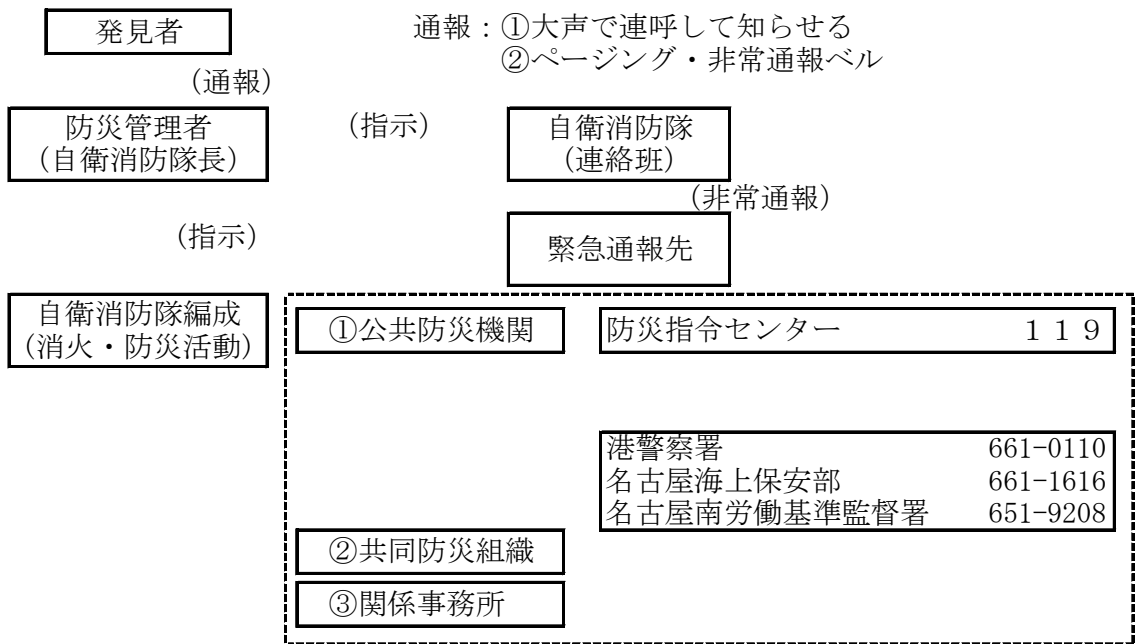 発見者
通報：①大声で連呼して知らせる
②ページング・非常通報ベル
(通報)
防災管理者
(自衛消防隊長)
(指示)
自衛消防隊
(連絡班)
(非常通報)
(指示)
緊急通報先
自衛消防隊編成
(消火・防災活動)
①公共防災機関
防災指令センター　１１９
港警察署　661-0110
名古屋海上保安部　661-1616
名古屋南労働基準監督署　651-9208
②共同防災組織
③関係事務所